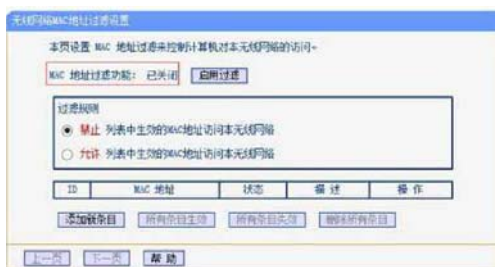 无线网络MAC地址过滤设置
本页设置 MAC 地址过滤来控制计算机对本无线网络的访问。
MAC 地址过滤功能： 已关闭 启用过滤
过滤规则
禁止 列表中生效的MAC地址访问本无线网络
允许 列表中生效的MAC地址访问本无线网络
ID MAC 地址 状态 描 述 操 作
添加新条目 所有条目生效 所有条目失效 删除所有条目
上一页 下一页 帮 助